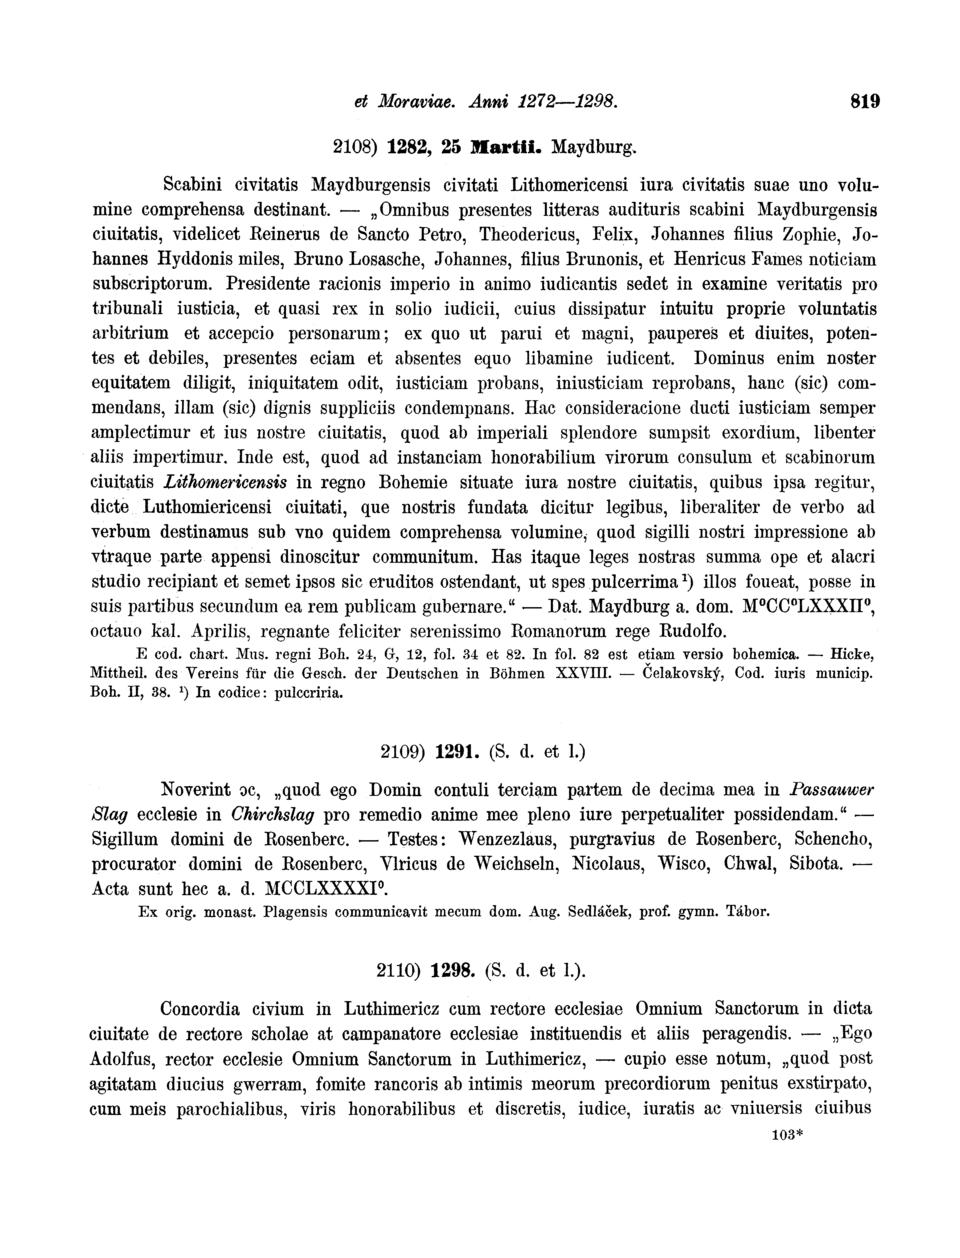 et Moraviae. Anni 1272—1298. 819
2108) 1282, 25 Martii. Maydburg.
Scabini civitatis Maydburgensis civitati Lithomericensi iura civitatis suae uno volu-
mine comprehensa destinant. — „Omnibus presentes litteras audituris scabini Maydburgensis
ciuitatis, videlicet Reinerus de Sancto Petro, Theodericus, Felix, Johannes filius Zophie, Jo-
hannes Hyddonis miles, Bruno Losasche, Johannes, filius Brunonis, et Henricus Fames noticiam
subscriptorum. Presidente racionis imperio in animo iudicantis sedet in examine veritatis pro
tribunali iusticia, et quasi rex in solio iudicii, cuius dissipatur intuitu proprie voluntatis
arbitrium et accepcio personarum; ex quo ut parui et magni, pauperes et diuites, poten-
tes et debiles, presentes eciam et absentes equo libamine iudicent. Dominus enim noster
equitatem diligit, iniquitatem odit, iusticiam probans, iniusticiam reprobans, hanc (sic) com-
mendans, illam (sic) dignis suppliciis condempnans. Hac consideracione ducti iusticiam semper
amplectimur et ius nostre ciuitatis, quod ab imperiali splendore sumpsit exordium, libenter
aliis impertimur. Inde est, quod ad instanciam honorabilium virorum consulum et scabinorum
ciuitatis Lithomericensis in regno Bohemie situate iura nostre ciuitatis, quibus ipsa regitur,
dicte Luthomiericensi ciuitati, que nostris fundata dicitur legibus, liberaliter de verbo ad
verbum destinamus sub vno quidem comprehensa volumine, quod sigilli nostri impressione ab
vtraque parte appensi dinoscitur communitum. Has itaque leges nostras summa ope et alacri
studio recipiant et semet ipsos sic eruditos ostendant, ut spes pulcerrima¹) illos foueat, posse in
suis partibus secundum ea rem publicam gubernare.“ — Dat. Maydburg a. dom. M⁰CC⁰LXXXII⁰,
octauo kal. Aprilis, regnante feliciter serenissimo Romanorum rege Rudolfo.
E cod. chart. Mus. regni Boh. 24, G, 12, fol. 34 et 82. In fol. 82 est etiam versio bohemica. — Hicke,
Mittheil. des Vereins für die Gesch. der Deutschen in Böhmen XXVIII. — Čelakovský, Cod. iuris municip.
Boh. II, 38. ¹) In codice: pulccriria.
2109) 1291. (S. d. et l.)
Noverint ɔc, „quod ego Domin contuli terciam partem de decima mea in Passauwer
Slag ecclesie in Chirchslag pro remedio anime mee pleno iure perpetualiter possidendam.“ —
Sigillum domini de Rosenberc. — Testes: Wenzezlaus, purgravius de Rosenberc, Schencho,
procurator domini de Rosenberc, Vlricus de Weichseln, Nicolaus, Wisco, Chwal, Sibota. —
Acta sunt hec a. d. MCCLXXXXI⁰.
Ex orig. monast. Plagensis communicavit mecum dom. Aug. Sedláček, prof. gymn. Tábor.
2110) 1298. (S. d. et l.).
Concordia civium in Luthimericz cum rectore ecclesiae Omnium Sanctorum in dicta
ciuitate de rectore scholae at campanatore ecclesiae instituendis et aliis peragendis. — „Ego
Adolfus, rector ecclesie Omnium Sanctorum in Luthimericz, — cupio esse notum, „quod post
agitatam diucius gwerram, fomite rancoris ab intimis meorum precordiorum penitus exstirpato,
cum meis parochialibus, viris honorabilibus et discretis, iudice, iuratis ac vniuersis ciuibus
103*